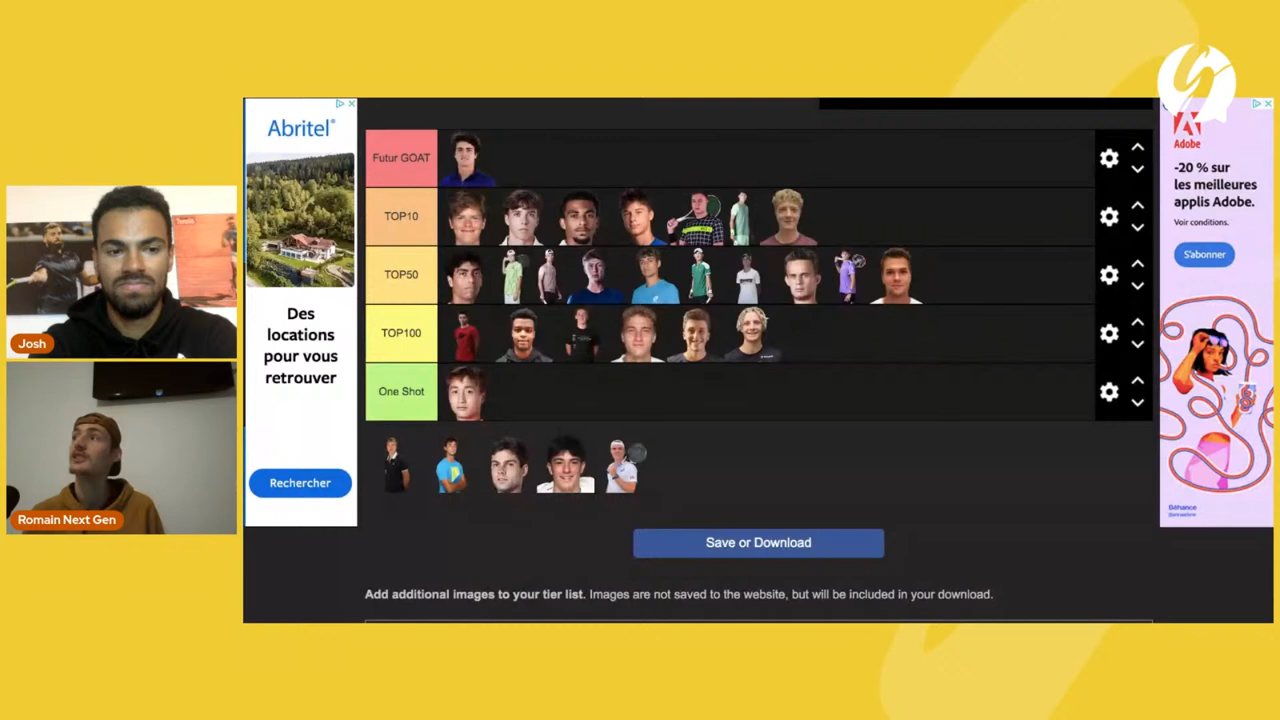 Abritel®
Des
locations
pour vous
retrouver
Rechercher
Josh
Romain Next Gen
Futur GOAT
TOP10
TOP50
TOP100
One Shot
Save or Download
Add additional images to your tier list. Images are not saved to the website, but will be included in your download.
Adobe
-20 % sur
les meilleures
applis Adobe.
Voir conditions.
S'abonner
Béhance